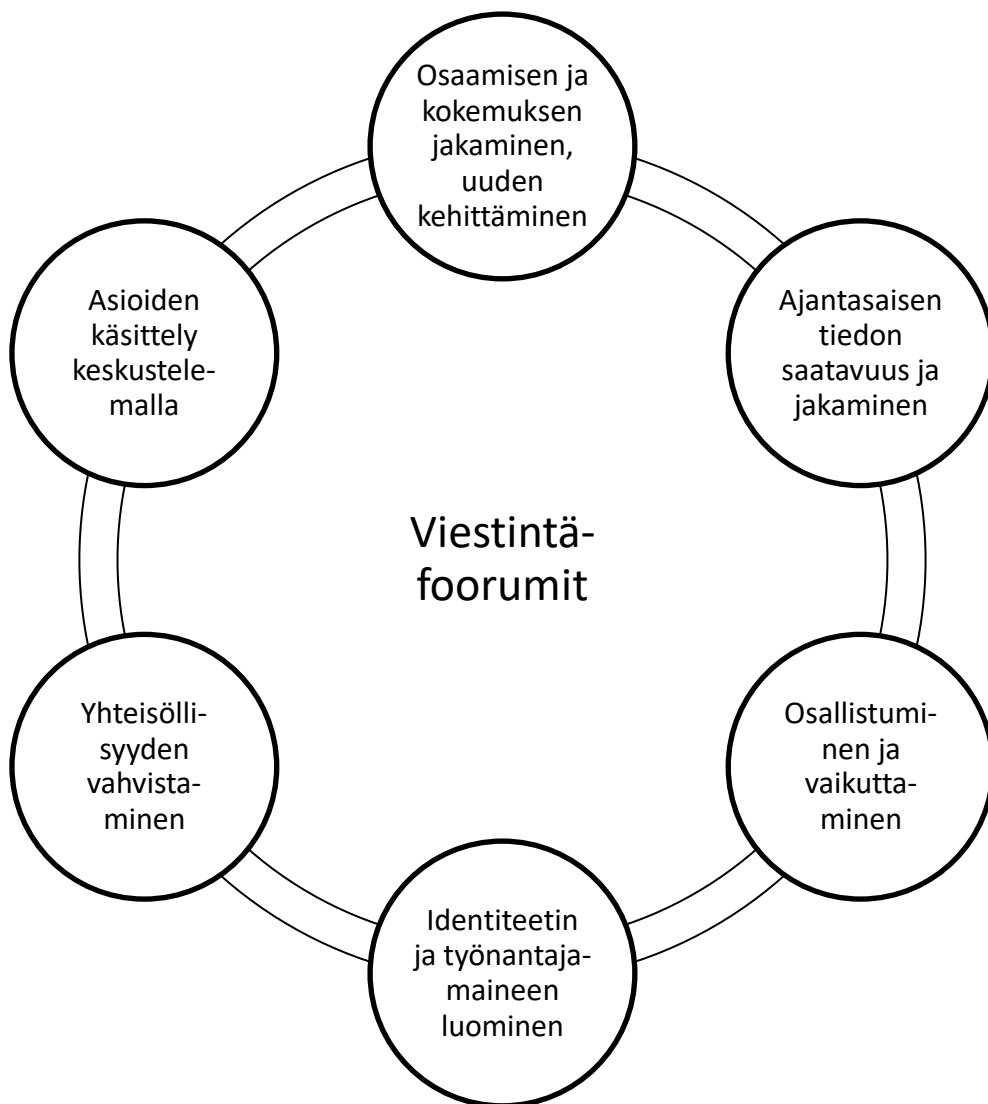 Osaamisen ja
kokemuksen
jakaminen,
uuden
kehittäminen
Ajantasaisen
tiedon
saatavuus ja
jakaminen
Osallistumi-
nen ja
vaikutta-
minen
Identiteetin
ja työnantaja-
maineen
luominen
Yhteisölli-
syyden
vahvista-
minen
Asioiden
käsittely
keskustele-
malla
Viestintä-
foorumit